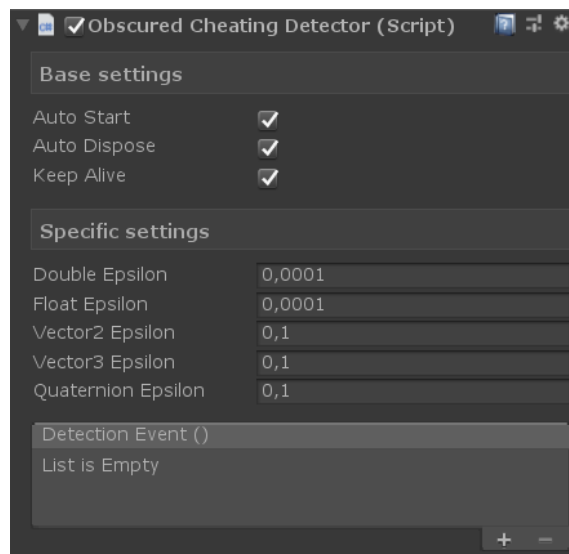 Obscured Cheating Detector (Script)
Base settings
Auto Start
Auto Dispose
Keep Alive
Specific settings
Double Epsilon 0,0001
Float Epsilon 0,0001
Vector2 Epsilon 0,1
Vector3 Epsilon 0,1
Quaternion Epsilon 0,1
Detection Event ()
List is Empty